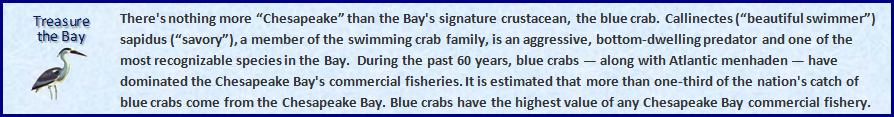 Treasure
the Bay
There's nothing more “Chesapeake” than the Bay's signature crustacean, the blue crab. Callinectes (“beautiful swimmer”)
sapidus (“savory”), a member of the swimming crab family, is an aggressive, bottom-dwelling predator and one of the
most recognizable species in the Bay. During the past 60 years, blue crabs — along with Atlantic menhaden — have
dominated the Chesapeake Bay's commercial fisheries. It is estimated that more than one-third of the nation's catch of
blue crabs come from the Chesapeake Bay. Blue crabs have the highest value of any Chesapeake Bay commercial fishery.